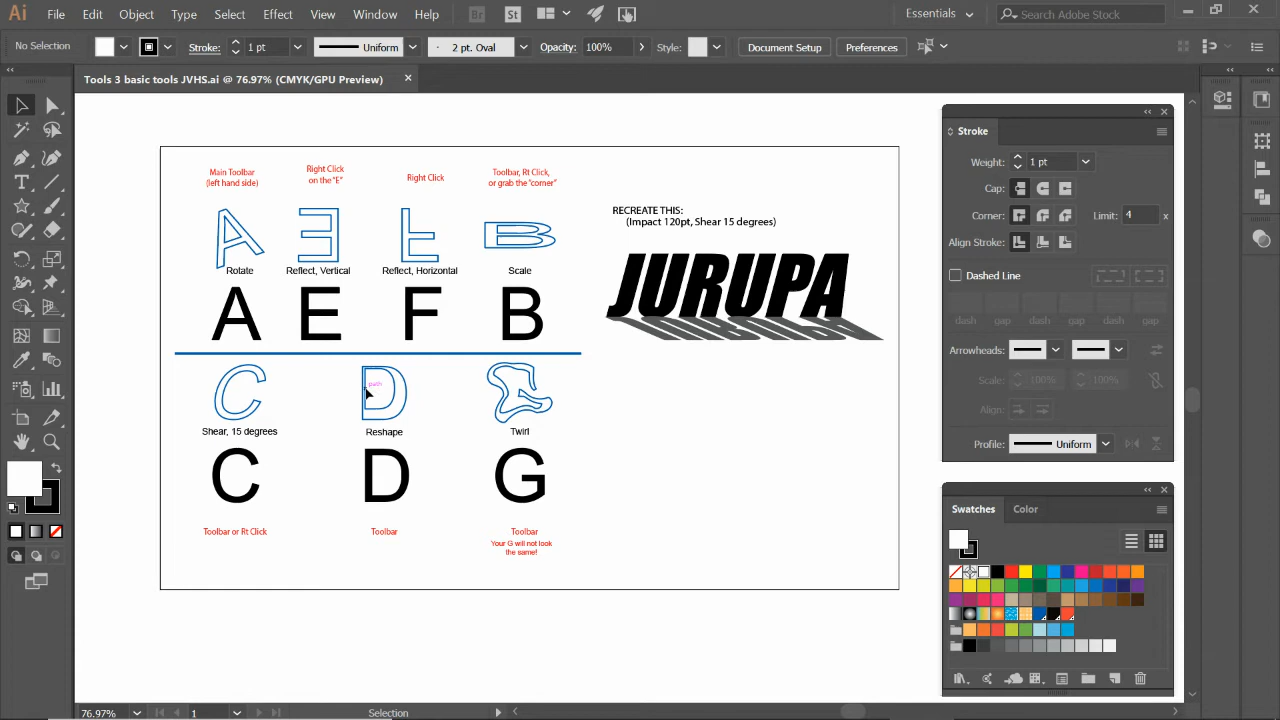 Ai File Edit Object Type Select Effect View Window Help Br St Essentials Search Adobe Stock
No Selection Stroke: 1 pt Uniform 2 pt. Oval Opacity: 100% Style: Document Setup Preferences
Tools 3 basic tools JVHS.ai @ 76.97% (CMYK/GPU Preview)
Main Toolbar
(left hand side)
Right Click
on the "E"
Right Click
Toolbar, Rt Click,
or grab the "corner"
A E F B
Rotate Reflect, Vertical Reflect, Horizontal Scale
A E F B
C D G
Shear, 15 degrees Reshape Twirl
path
C D G
Toolbar or Rt Click Toolbar Toolbar
Your G will not look
the same!
RECREATE THIS:
(Impact 120pt, Shear 15 degrees)
JURUPA
JURUPA
Stroke
Weight: 1 pt
Cap:
Corner: Limit: 4 x
Align Stroke:
Dashed Line
dash gap dash gap dash gap
Arrowheads:
Scale: 100% 100%
Align:
Profile: Uniform
Swatches Color
76.97% 1 Selection